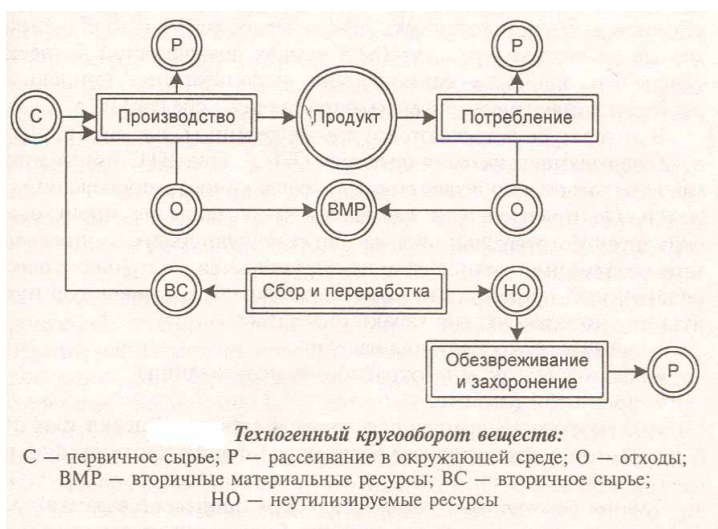 Р
Р
С
Производство
Продукт
Потребление
О
ВМР
О
ВС
Сбор и переработка
НО
Обезвреживание
и захоронение
Р
Техногенный кругооборот веществ:
С — первичное сырье; Р — рассеивание в окружающей среде; О — отходы;
ВМР — вторичные материальные ресурсы; ВС — вторичное сырье;
НО — неутилизируемые ресурсы